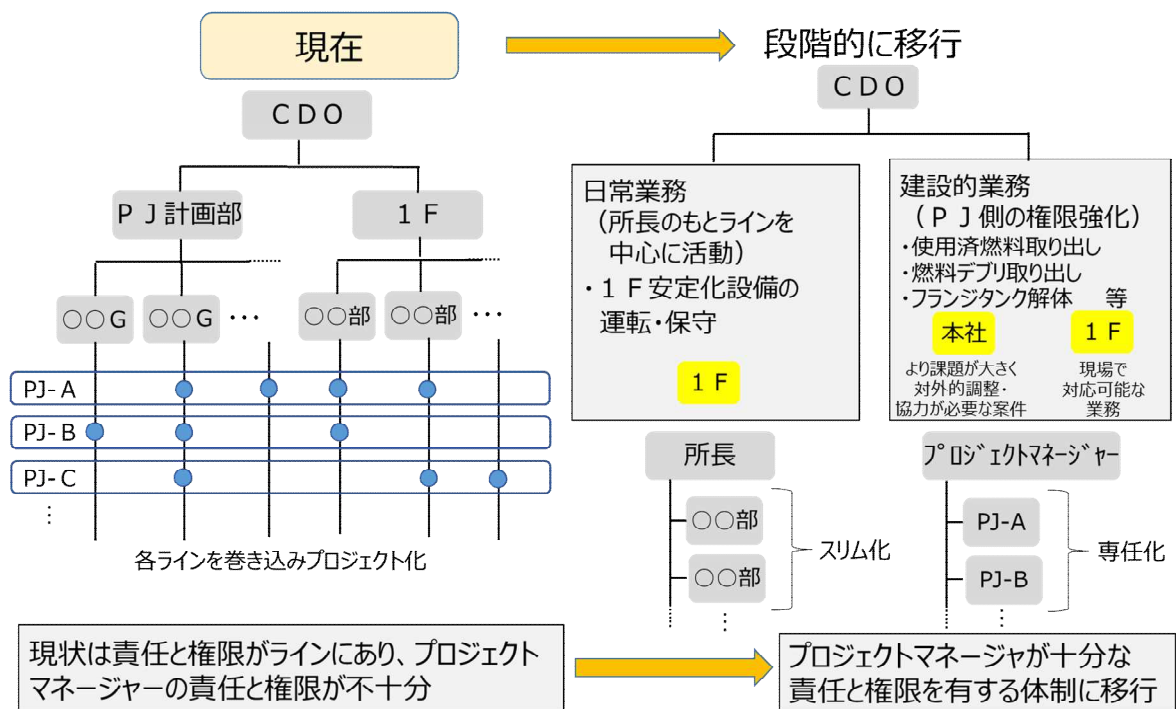 現在
段階的に移行
ＣＤＯ
ＰＪ計画部
１Ｆ
○○Ｇ
○○Ｇ
･･･
○○部
○○部
･･･
PJ-A
PJ-B
PJ-C
⋮
各ラインを巻き込みプロジェクト化
ＣＤＯ
日常業務
（所長のもとラインを
中心に活動）
・１Ｆ安定化設備の
運転・保守
１Ｆ
建設的業務
（ＰＪ側の権限強化）
・使用済燃料取り出し
・燃料デブリ取り出し
・フランジタンク解体　等
本社
より課題が大きく
対外的調整・
協力が必要な案件
１Ｆ
現場で
対応可能な
業務
所長
○○部
○○部
⋮
スリム化
ﾌﾟﾛｼﾞｪｸﾄﾏﾈｰｼﾞｬｰ
PJ-A
PJ-B
⋮
専任化
現状は責任と権限がラインにあり、プロジェクト
マネージャーの責任と権限が不十分
プロジェクトマネージャが十分な
責任と権限を有する体制に移行